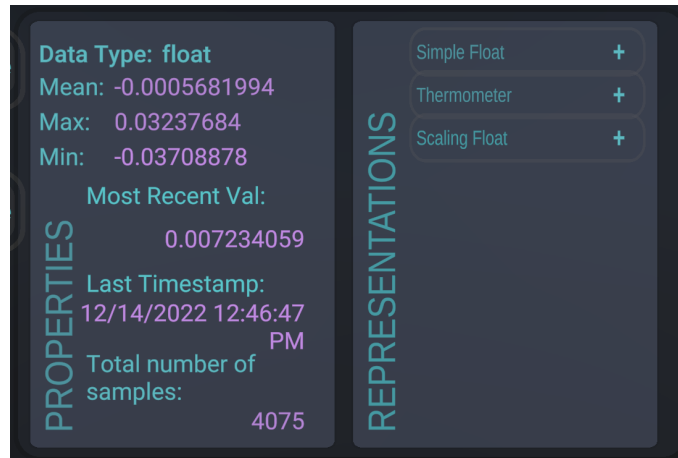 Data Type: float
Mean: -0.0005681994
Max: 0.03237684
Min: -0.03708878
Most Recent Val:
0.007234059
Last Timestamp:
12/14/2022 12:46:47
PM
Total number of
samples:
4075
PROPERTIES
REPRESENTATIONS
Simple Float +
Thermometer +
Scaling Float +